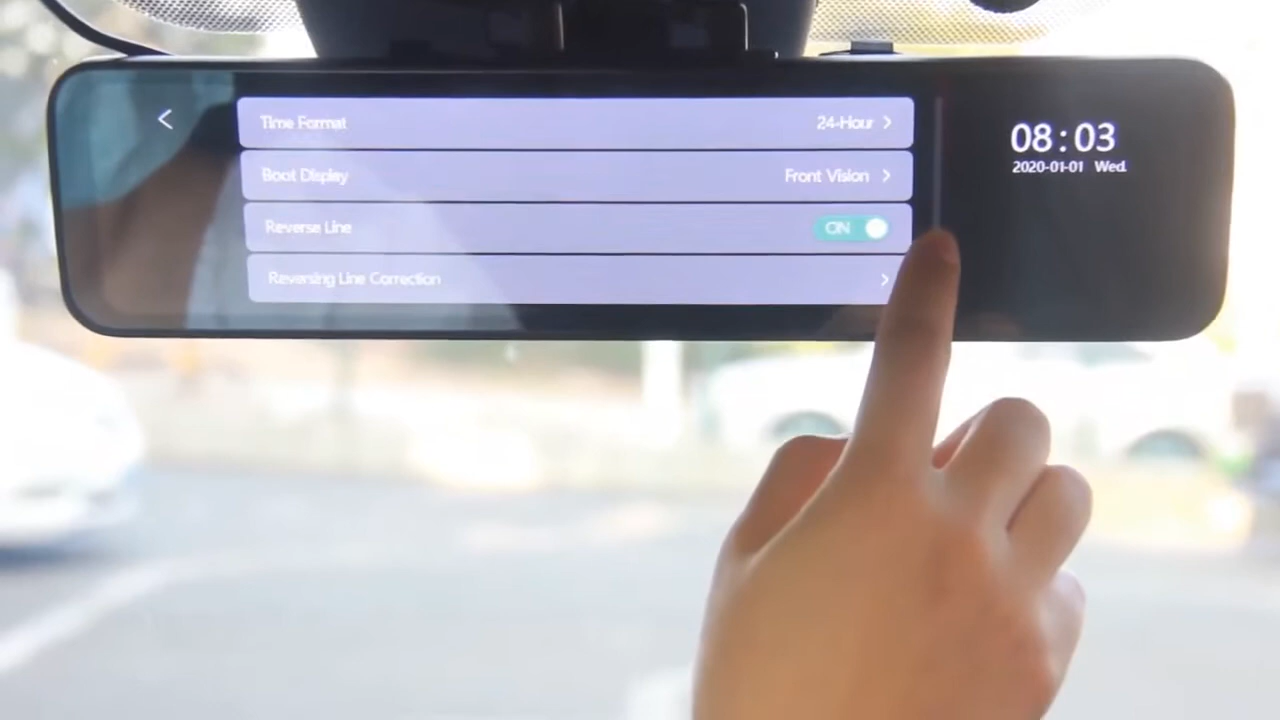 Time Format 24-Hour
Boot Display Front Vision
Reverse Line ON
Reversing Line Correction
08:03
2020-01-01 Wed.